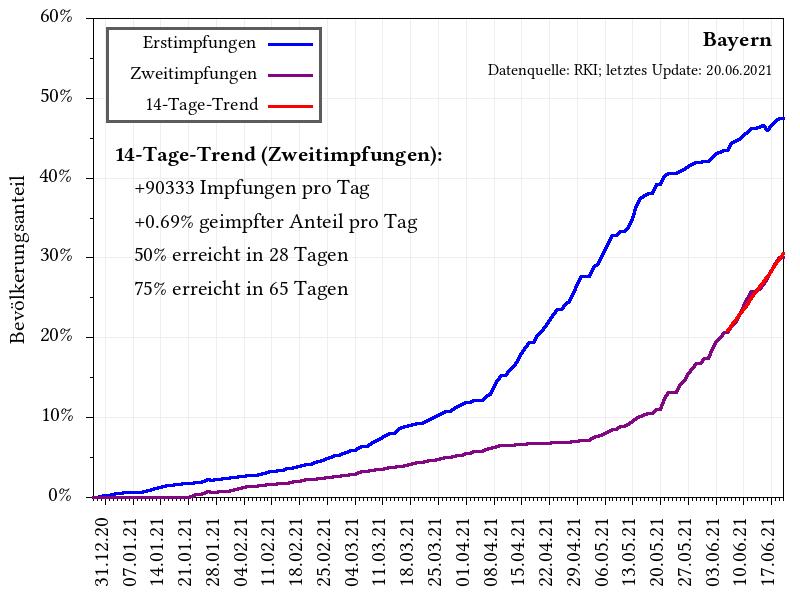 60%
50%
40%
30%
20%
10%
0%
Bevölkerungsanteil
Erstimpfungen
Zweitimpfungen
14-Tage-Trend
Bayern
Datenquelle: RKI; letztes Update: 20.06.2021
14-Tage-Trend (Zweitimpfungen):
+90333 Impfungen pro Tag
+0.69% geimpfter Anteil pro Tag
50% erreicht in 28 Tagen
75% erreicht in 65 Tagen
31.12.20
07.01.21
14.01.21
21.01.21
28.01.21
04.02.21
11.02.21
18.02.21
25.02.21
04.03.21
11.03.21
18.03.21
25.03.21
01.04.21
08.04.21
15.04.21
22.04.21
29.04.21
06.05.21
13.05.21
20.05.21
27.05.21
03.06.21
10.06.21
17.06.21